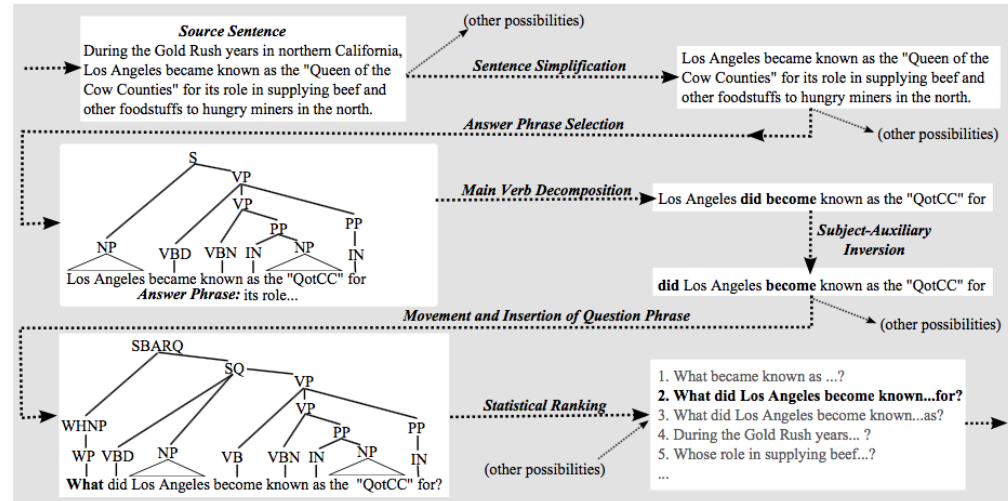 Source Sentence
During the Gold Rush years in northern California,
Los Angeles became known as the "Queen of the
Cow Counties" for its role in supplying beef and
other foodstuffs to hungry miners in the north.
(other possibilities)
Sentence Simplification
Los Angeles became known as the "Queen of the
Cow Counties" for its role in supplying beef and
other foodstuffs to hungry miners in the north.
(other possibilities)
Answer Phrase Selection
S
VP
VP
PP PP
NP VBD VBN IN NP IN
Los Angeles became known as the "QotCC" for
Answer Phrase: its role...
Main Verb Decomposition
Los Angeles did become known as the "QotCC" for
Subject-Auxiliary
Inversion
did Los Angeles become known as the "QotCC" for
(other possibilities)
Movement and Insertion of Question Phrase
SBARQ
SQ
VP
VP
WHNP PP PP
WP VBD NP VB VBN IN NP IN
What did Los Angeles become known as the "QotCC" for?
Statistical Ranking
(other possibilities)
1. What became known as ...?
2. What did Los Angeles become known...for?
3. What did Los Angeles become known...as?
4. During the Gold Rush years... ?
5. Whose role in supplying beef...?
...